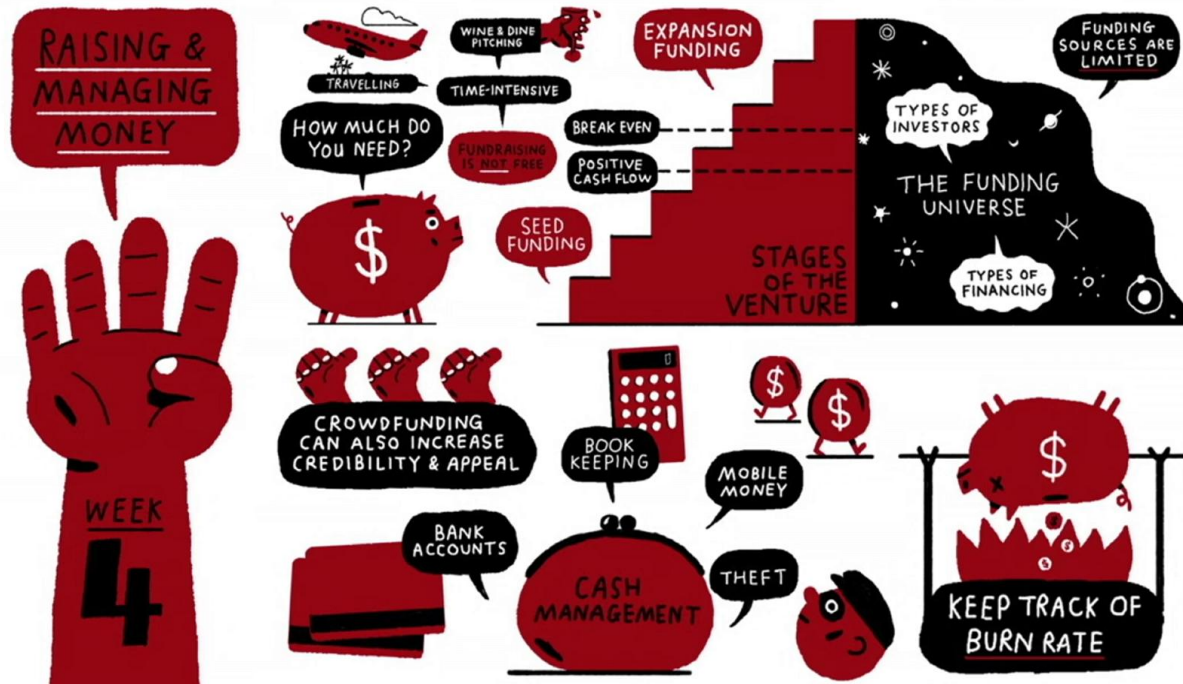 RAISING &
MANAGING
MONEY
WEEK
4
TRAVELLING
WINE & DINE
PITCHING
TIME-INTENSIVE
FUNDRAISING
IS NOT FREE
HOW MUCH DO
YOU NEED?
$
SEED
FUNDING
EXPANSION
FUNDING
BREAK EVEN
POSITIVE
CASH FLOW
STAGES
OF THE
VENTURE
FUNDING
SOURCES ARE
LIMITED
TYPES OF
INVESTORS
THE FUNDING
UNIVERSE
TYPES OF
FINANCING
CROWDFUNDING
CAN ALSO INCREASE
CREDIBILITY & APPEAL
BANK
ACCOUNTS
BOOK
KEEPING
0
CASH
MANAGEMENT
MOBILE
MONEY
$
$
THEFT
$
$
$
KEEP TRACK OF
BURN RATE